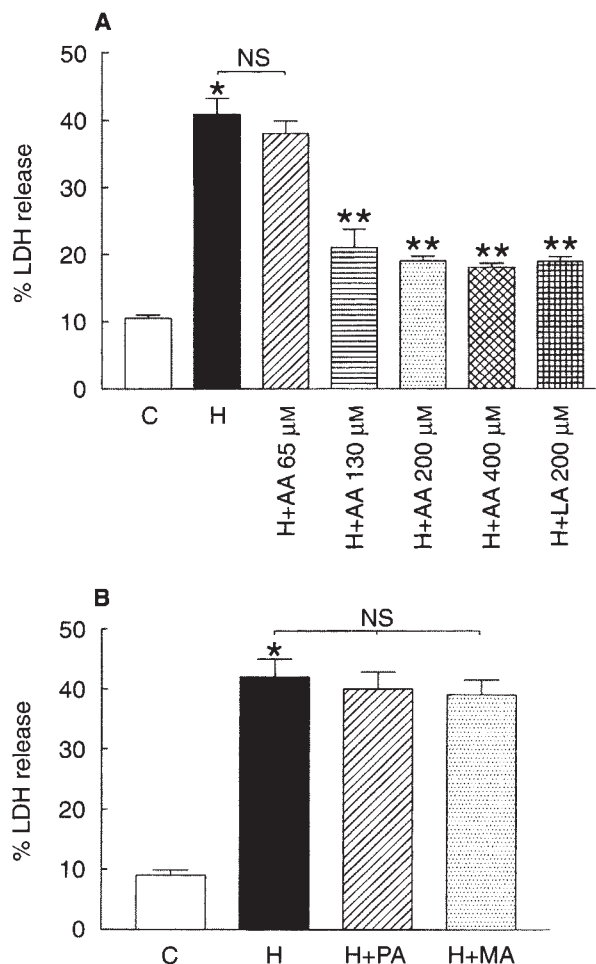 A
50
NS
*
40
% LDH release
30
**
**
**
**
20
10
0
C
H
H+AA 65 µM
H+AA 130 µM
H+AA 200 µM
H+AA 400 µM
H+LA 200 µM
B
50
NS
*
40
% LDH release
30
20
10
0
C H H+PA H+MA